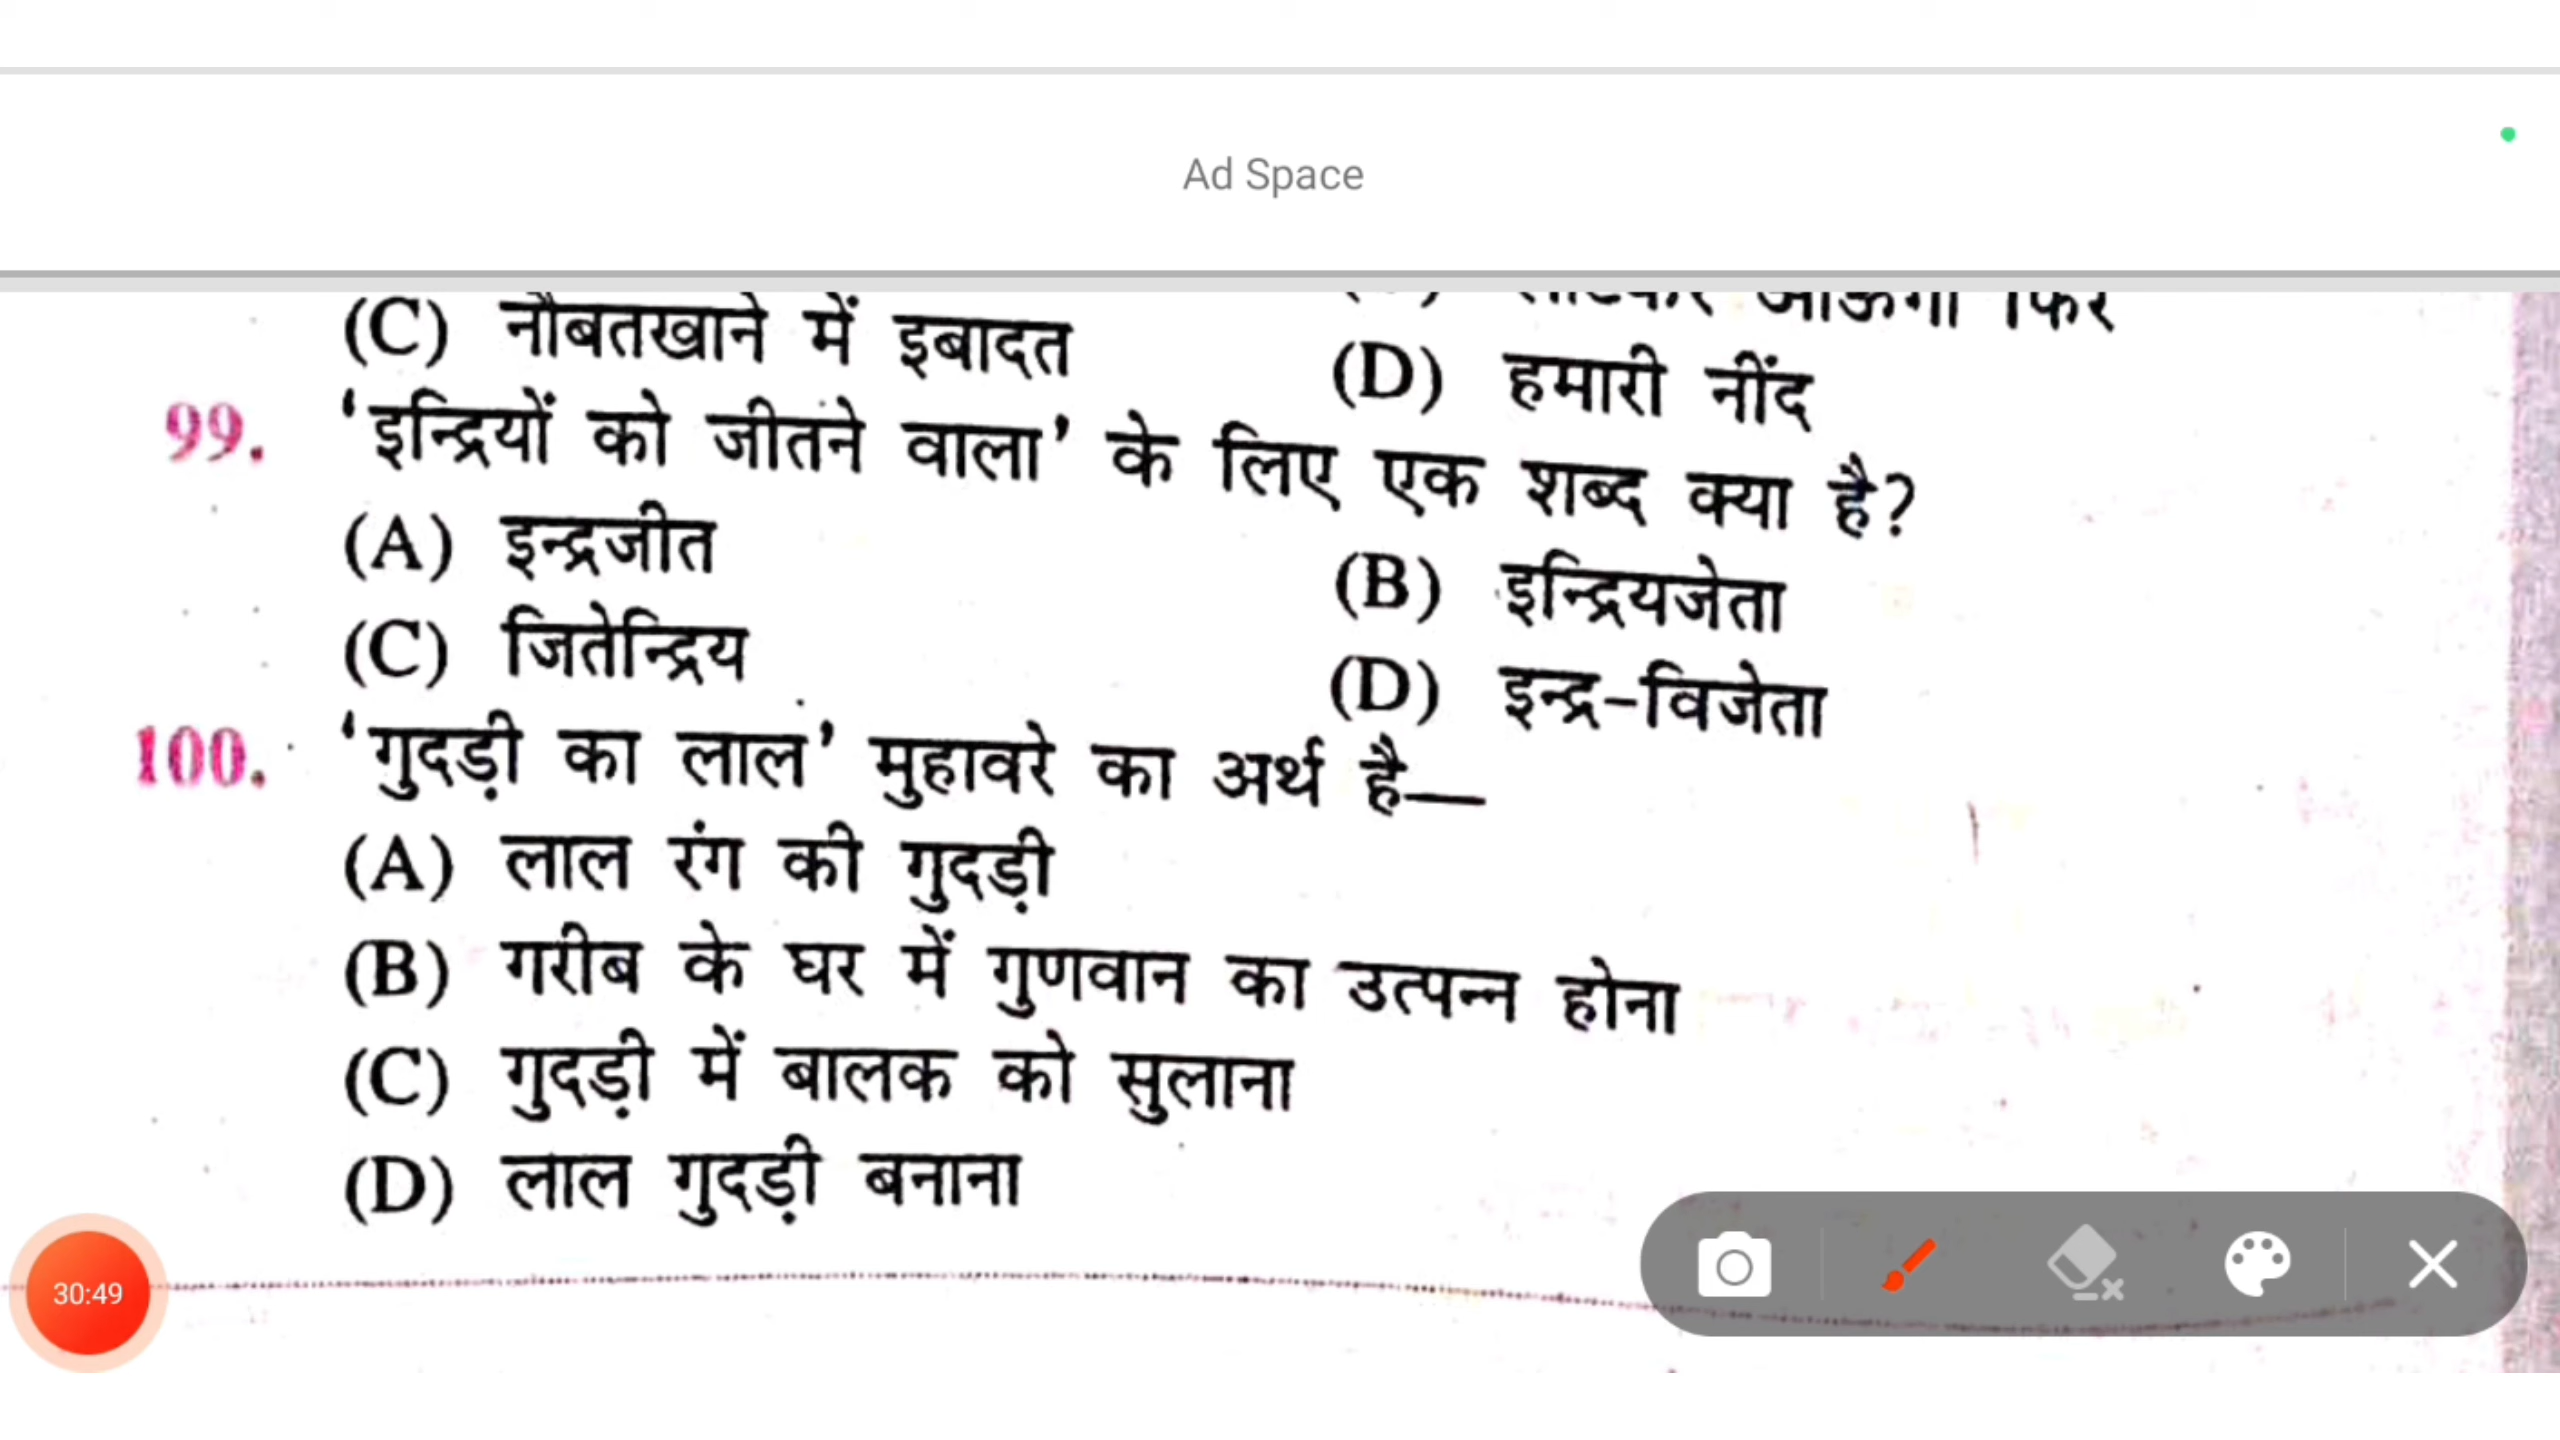 Ad Space
(C) नौबतखाने में इबादत
(D) हमारी नींद
99. ‘इन्द्रियों को जीतने वाला’ के लिए एक शब्द क्या है?
(A) इन्द्रजीत
(B) इन्द्रियजेता
(C) जितेन्द्रिय
(D) इन्द्र-विजेता
100. ‘गुदड़ी का लाल’ मुहावरे का अर्थ है—
(A) लाल रंग की गुदड़ी
(B) गरीब के घर में गुणवान का उत्पन्न होना
(C) गुदड़ी में बालक को सुलाना
(D) लाल गुदड़ी बनाना
30:49